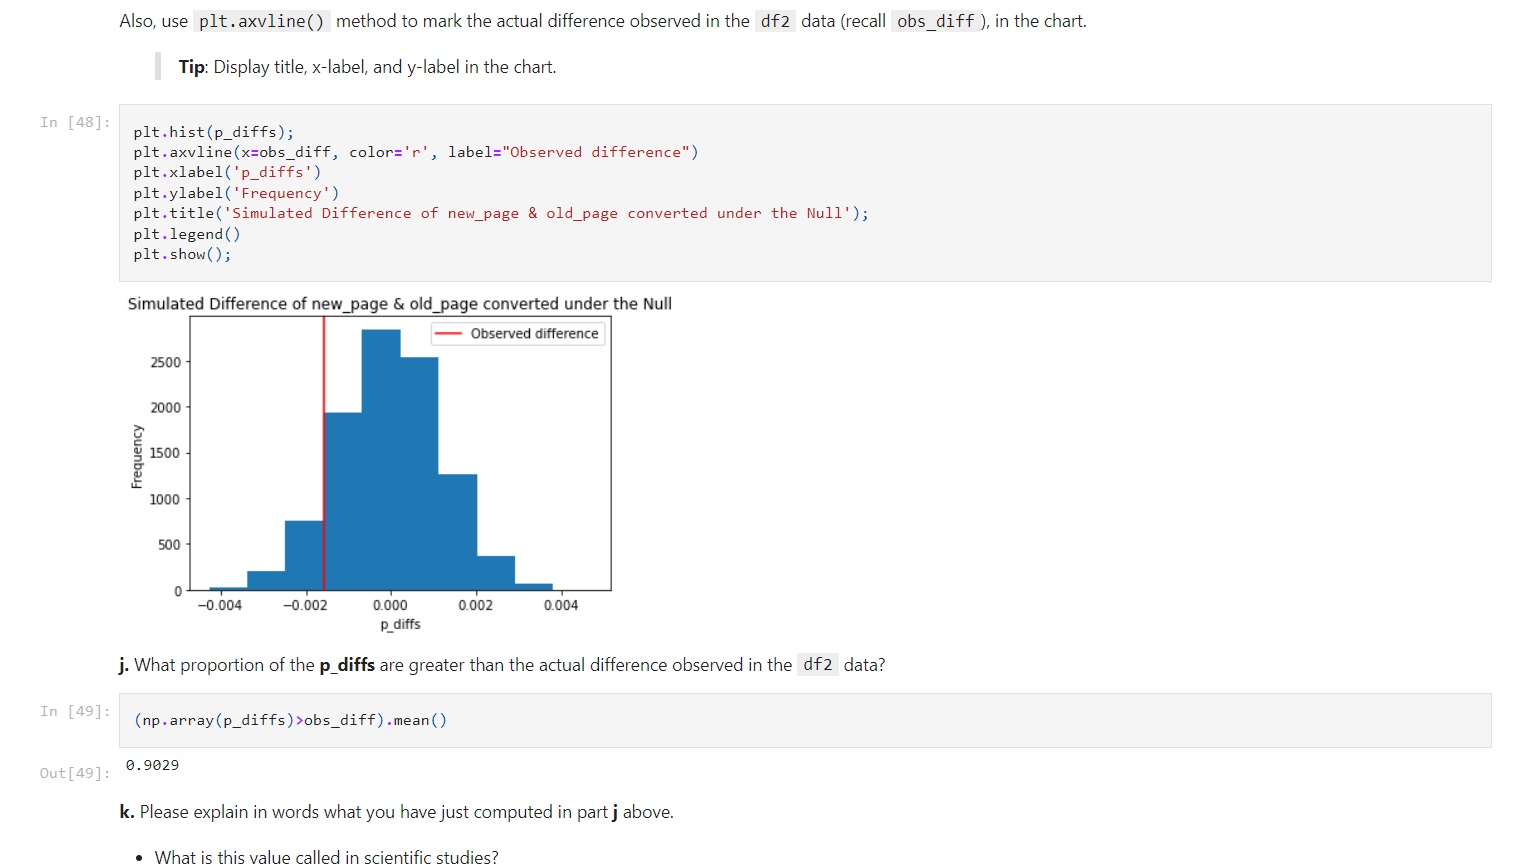 Also, use plt.axvline() method to mark the actual difference observed in the df2 data (recall obs_diff ), in the chart.
Tip: Display title, x-label, and y-label in the chart.
In [48]:
plt.hist(p_diffs);
plt.axvline(x=obs_diff, color='r', label="Observed difference")
plt.xlabel('p_diffs')
plt.ylabel('Frequency')
plt.title('Simulated Difference of new_page & old_page converted under the Null');
plt.legend()
plt.show();
Simulated Difference of new_page & old_page converted under the Null
Observed difference
2500
2000
1500
1000
500
0
Frequency
−0.004 −0.002 0.000 0.002 0.004
p_diffs
j. What proportion of the p_diffs are greater than the actual difference observed in the df2 data?
In [49]:
(np.array(p_diffs)>obs_diff).mean()
Out[49]:
0.9029
k. Please explain in words what you have just computed in part j above.
• What is this value called in scientific studies?